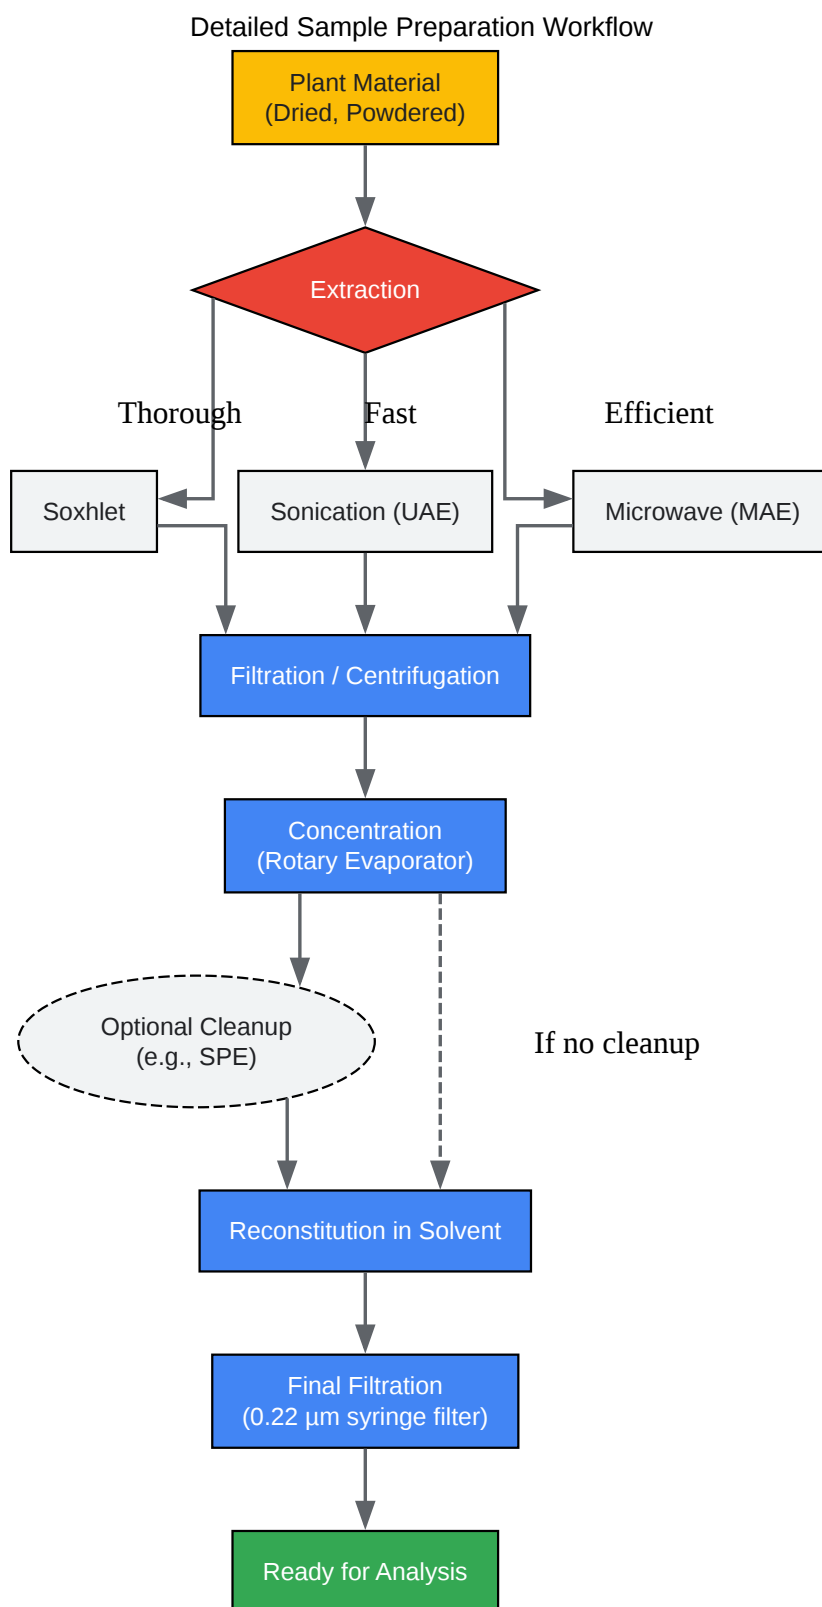 Detailed Sample Preparation Workflow
Plant Material
(Dried, Powdered)
Extraction
Thorough
Fast
Efficient
Soxhlet
Sonication (UAE)
Microwave (MAE)
Filtration / Centrifugation
Concentration
(Rotary Evaporator)
Optional Cleanup
(e.g., SPE)
If no cleanup
Reconstitution in Solvent
Final Filtration
(0.22 µm syringe filter)
Ready for Analysis